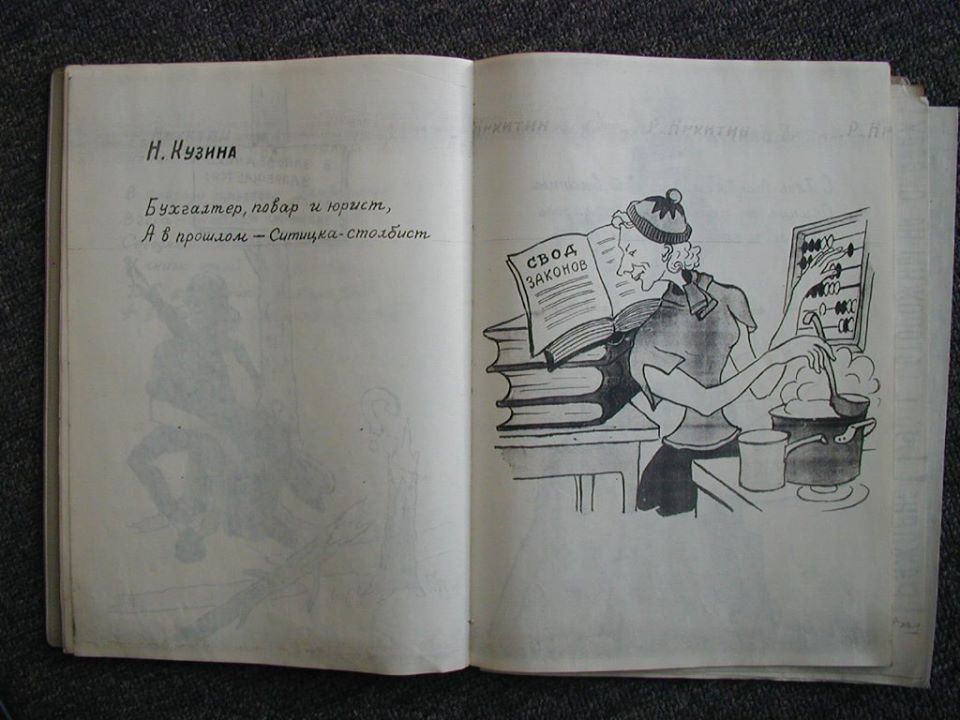 Н. Кузина
Бухгалтер, повар и юрист,
А в прошлом — Ситицка-столбист
СВОД
ЗАКОНОВ